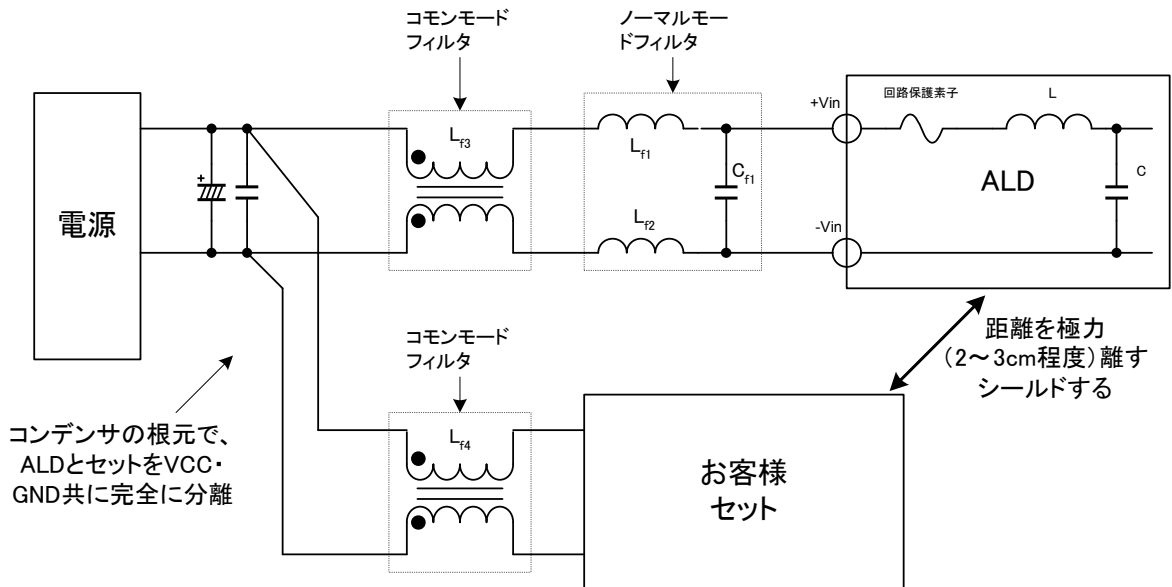 コモンモード
フィルタ
ノーマルモー
ドフィルタ
電源
+
Lf3
Lf1
Lf2
Cf1
+Vin
-Vin
回路保護素子
L
ALD
C
コモンモード
フィルタ
距離を極力
（2～3cm程度）離す
シールドする
コンデンサの根元で、
ALDとセットをVCC・
GND共に完全に分離
Lf4
お客様
セット